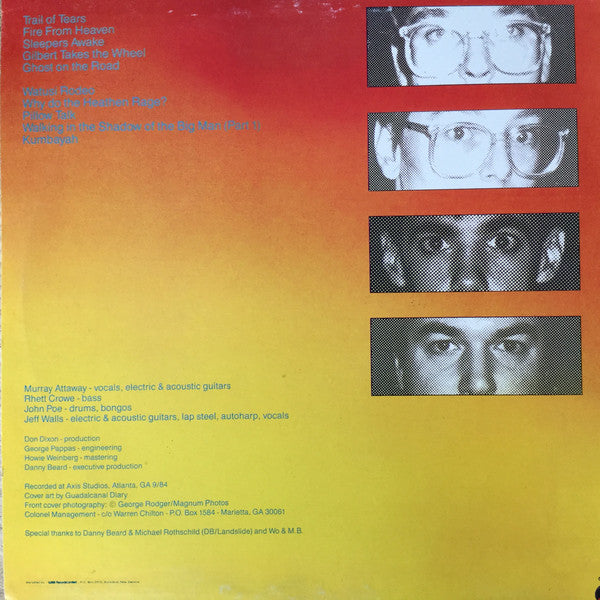 Trail of Tears
Fire From Heaven
Sleepers Awake
Gilbert Takes the Wheel
Ghost on the Road
Watusi Rodeo
Why do the Heathen Rage?
Pillow Talk
Walking in the Shadow of the Big Man (Part 1)
Kumbayah
Murray Attaway - vocals, electric & acoustic guitars
Rhett Crowe - bass
John Poe - drums, bongos
Jeff Walls - electric & acoustic guitars, lap steel, autoharp, vocals
Don Dixon - production
George Pappas - engineering
Howie Weinberg - mastering
Danny Beard - executive production
Recorded at Axis Studios, Atlanta, GA 9/84
Cover art by Guadalcanal Diary
Front cover photography: © George Rodger/Magnum Photos
Colonel Management - c/o Warren Chilton - P.O. Box 1584 - Marietta, GA 30061
Special thanks to Danny Beard & Michael Rothschild (DB/Landslide) and Wo & M.B.